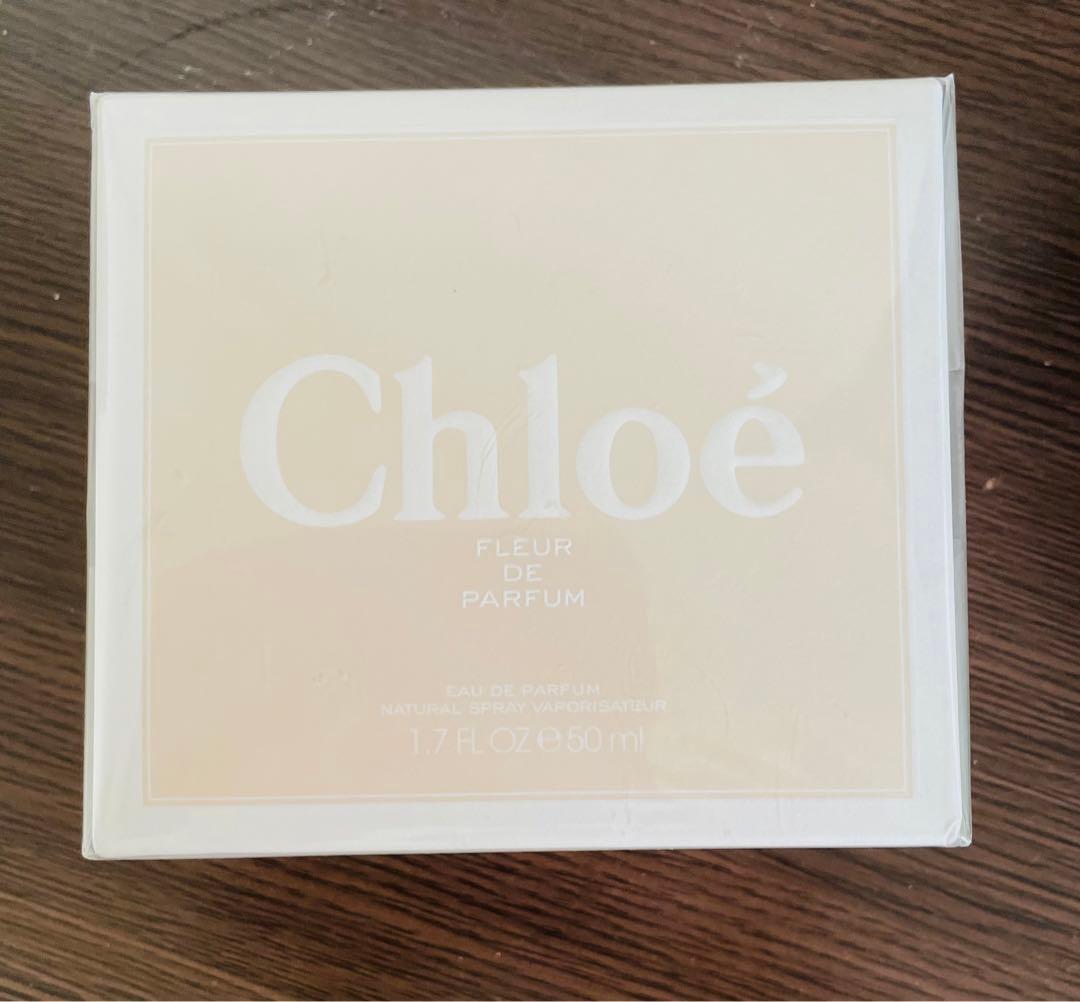 Chloé
FLEUR
DE
PARFUM
EAU DE PARFUM
NATURAL SPRAY VAPORISATEUR
1.7 FL OZ ℮ 50 ml